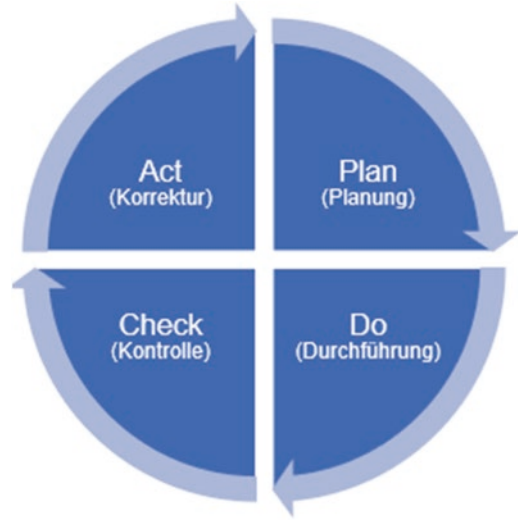 Act
(Korrektur)
Plan
(Planung)
Check
(Kontrolle)
Do
(Durchführung)